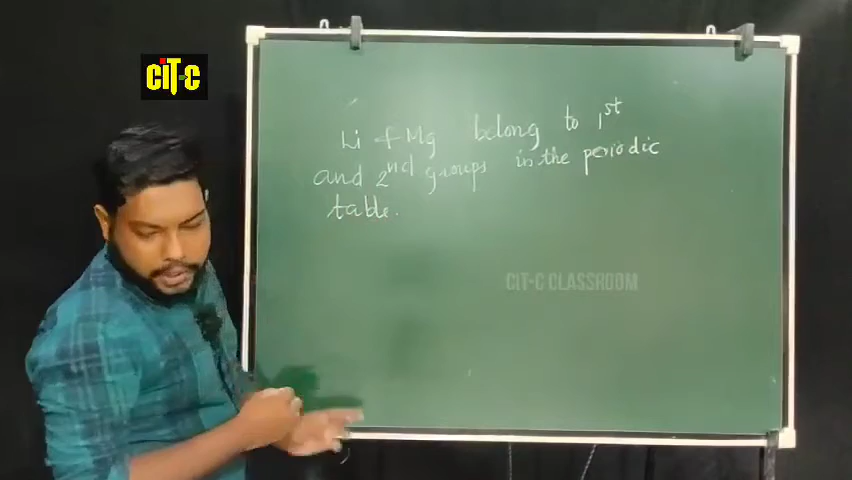 CiT-C
Li & Mg belong to 1st
and 2nd groups in the periodic
table.
CIT-C CLASSROOM